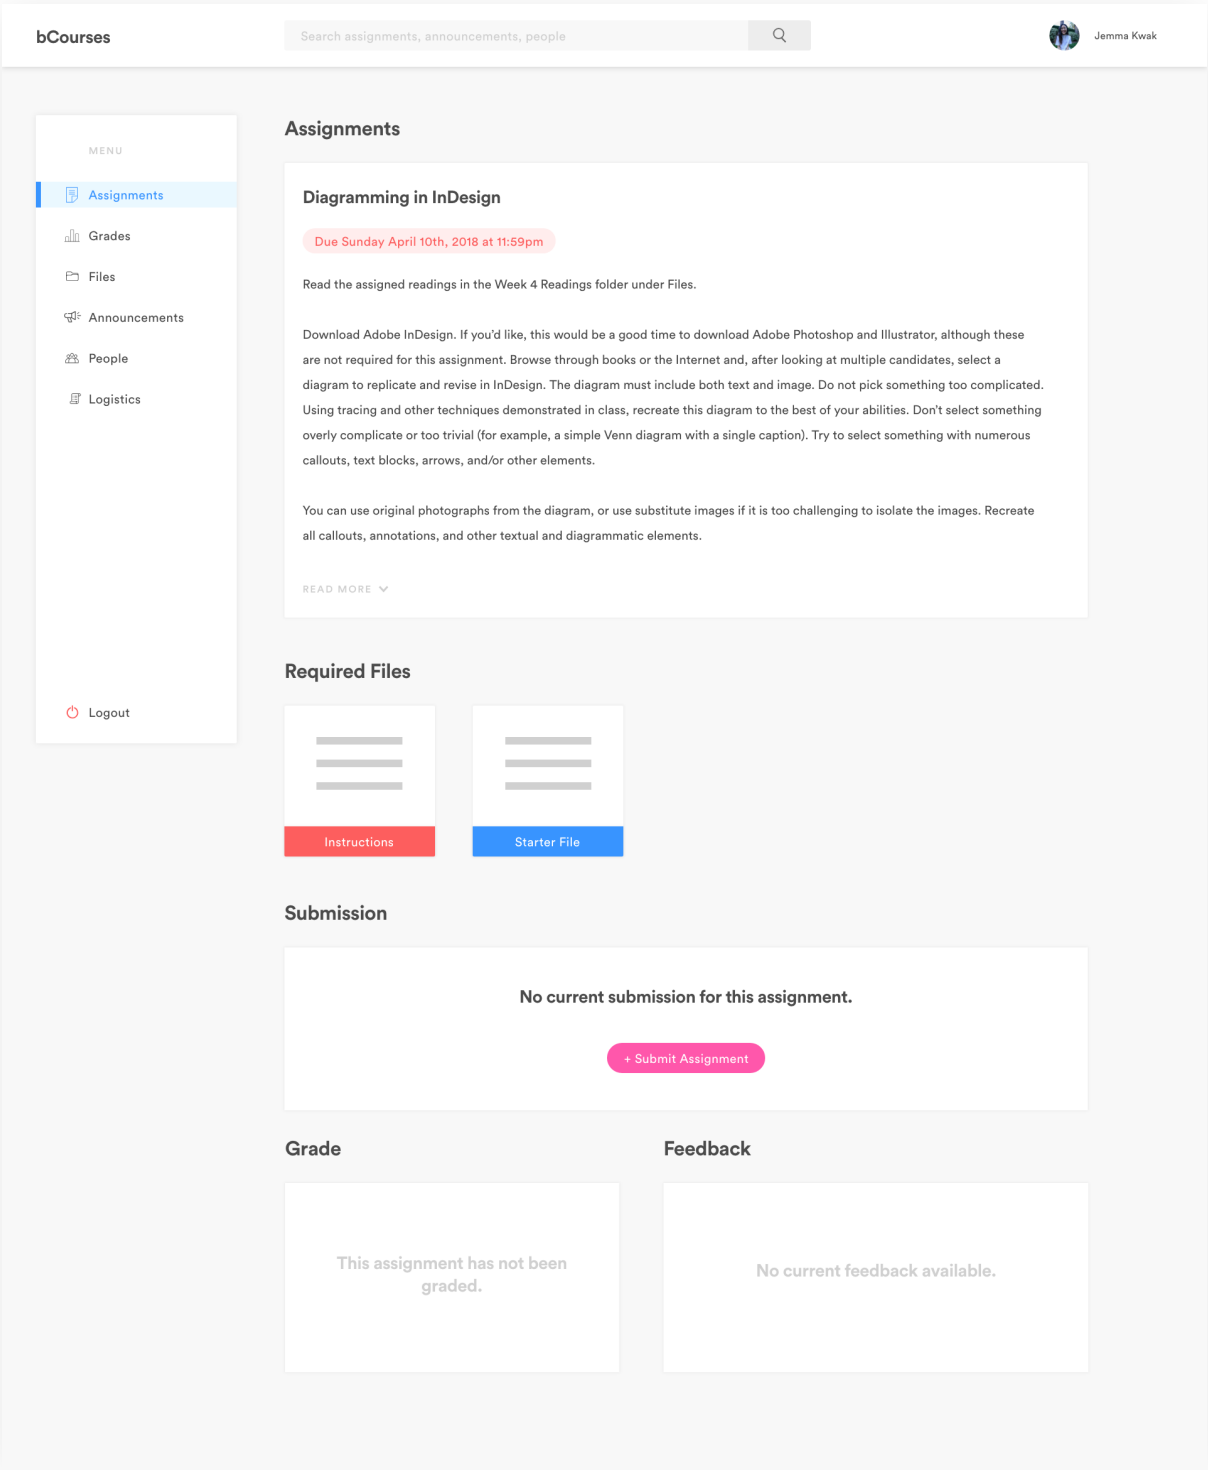 bCourses
Search assignments, announcements, people
Jemma Kwak
MENU
Assignments
Grades
Files
Announcements
People
Logistics
Logout
Assignments
Diagramming in InDesign
Due Sunday April 10th, 2018 at 11:59pm
Read the assigned readings in the Week 4 Readings folder under Files.
Download Adobe InDesign. If you'd like, this would be a good time to download Adobe Photoshop and Illustrator, although these
are not required for this assignment. Browse through books or the Internet and, after looking at multiple candidates, select a
diagram to replicate and revise in InDesign. The diagram must include both text and image. Do not pick something too complicated.
Using tracing and other techniques demonstrated in class, recreate this diagram to the best of your abilities. Don't select something
overly complicate or too trivial (for example, a simple Venn diagram with a single caption). Try to select something with numerous
callouts, text blocks, arrows, and/or other elements.
You can use original photographs from the diagram, or use substitute images if it is too challenging to isolate the images. Recreate
all callouts, annotations, and other textual and diagrammatic elements.
READ MORE
Required Files
Instructions
Starter File
Submission
No current submission for this assignment.
+ Submit Assignment
Grade
Feedback
This assignment has not been
graded.
No current feedback available.